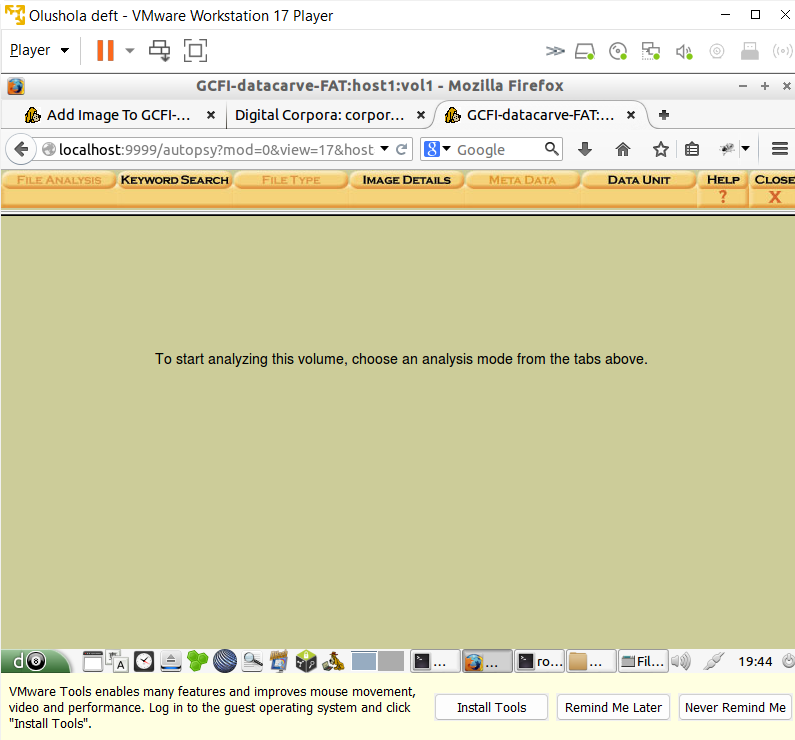 Olushola deft - VMware Workstation 17 Player
Player
GCFI-datacarve-FAT:host1:vol1 - Mozilla Firefox
Add Image To GCFI-...
Digital Corpora: corpor...
GCFI-datacarve-FAT:...
localhost:9999/autopsy?mod=0&view=17&host
8
Google
FILE ANALYSIS KEYWORD SEARCH FILE TYPE IMAGE DETAILS META DATA DATA UNIT HELP CLOSE
? X
To start analyzing this volume, choose an analysis mode from the tabs above.
d8 A ... ... ro... ... Fil... 19:44
VMware Tools enables many features and improves mouse movement,
video and performance. Log in to the guest operating system and click
"Install Tools".
Install Tools
Remind Me Later
Never Remind Me